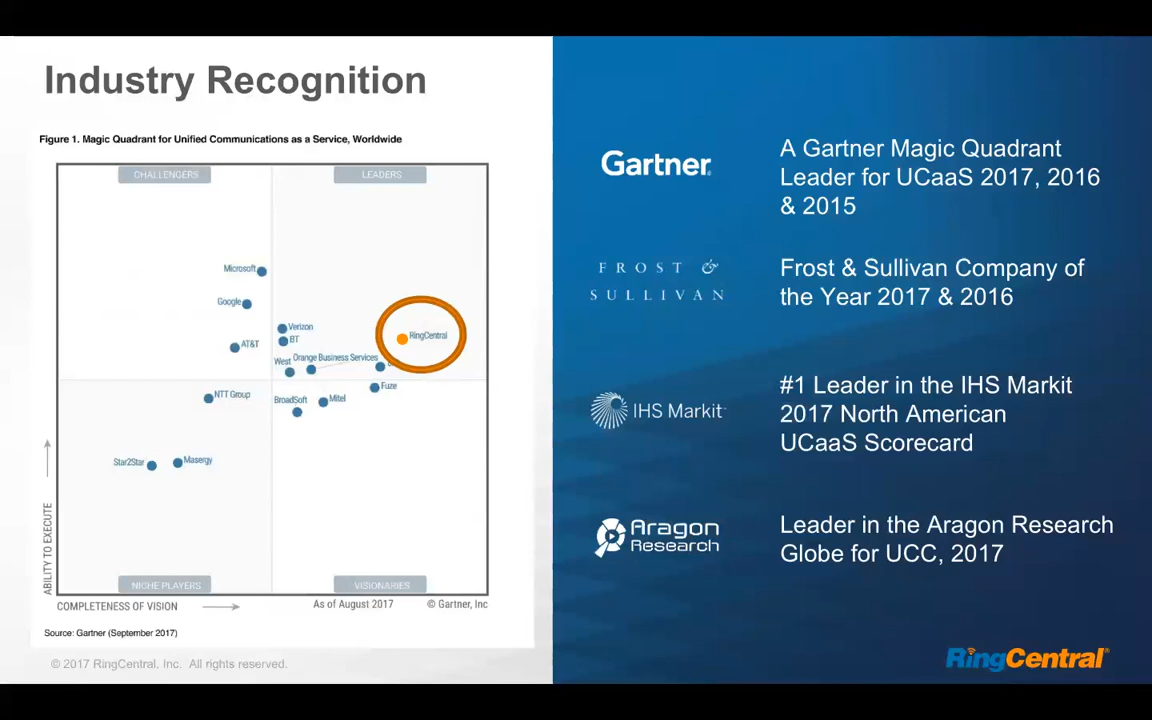 Industry Recognition
Figure 1. Magic Quadrant for Unified Communications as a Service, Worldwide
CHALLENGERS
LEADERS
Microsoft
Google
Verizon
BT
RingCentral
AT&T
West
Orange Business Services
Fuze
NTT Group
BroadSoft
Mitel
Star2Star
Masergy
ABILITY TO EXECUTE
NICHE PLAYERS
VISIONARIES
COMPLETENESS OF VISION
As of August 2017
© Gartner, Inc
Source: Gartner (September 2017)
© 2017 RingCentral, Inc. All rights reserved.
Gartner®
A Gartner Magic Quadrant
Leader for UCaaS 2017, 2016
& 2015
FROST &
SULLIVAN
Frost & Sullivan Company of
the Year 2017 & 2016
IHS Markit™
#1 Leader in the IHS Markit
2017 North American
UCaaS Scorecard
Aragon
Research
Leader in the Aragon Research
Globe for UCC, 2017
RingCentral®